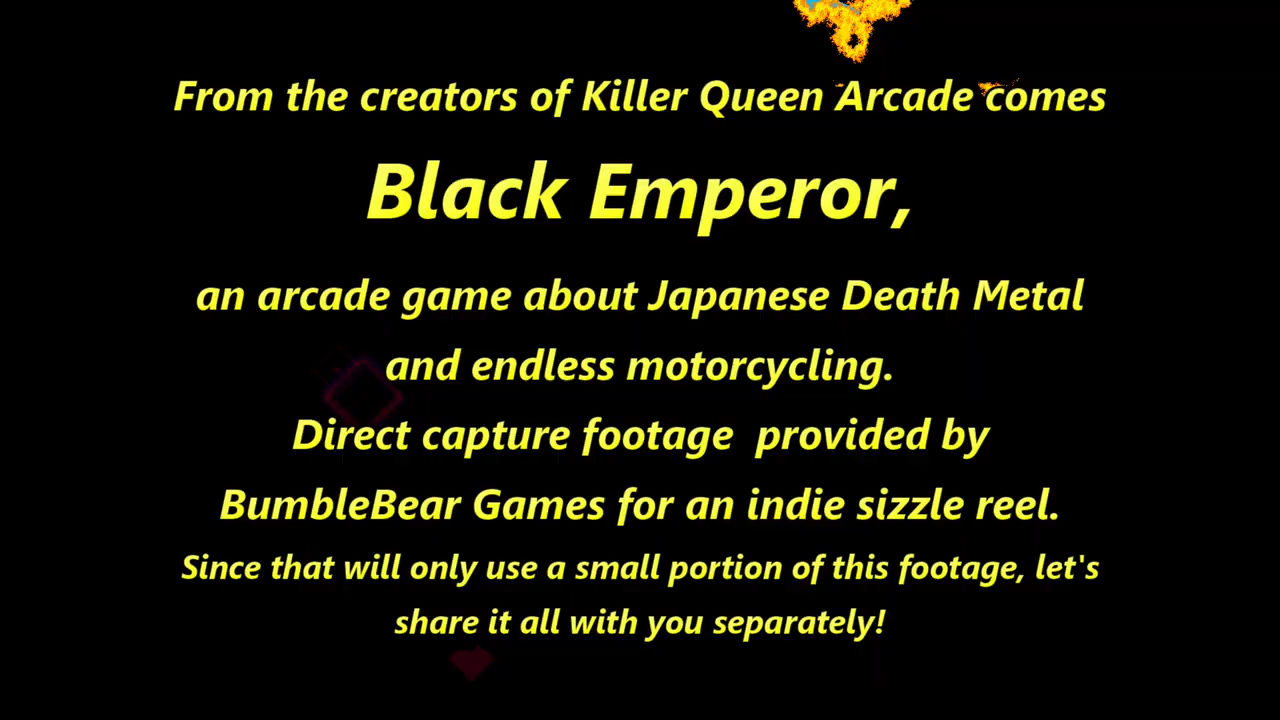 From the creators of Killer Queen Arcade comes
Black Emperor,
an arcade game about Japanese Death Metal
and endless motorcycling.
Direct capture footage  provided by
BumbleBear Games for an indie sizzle reel.
Since that will only use a small portion of this footage, let's
share it all with you separately!